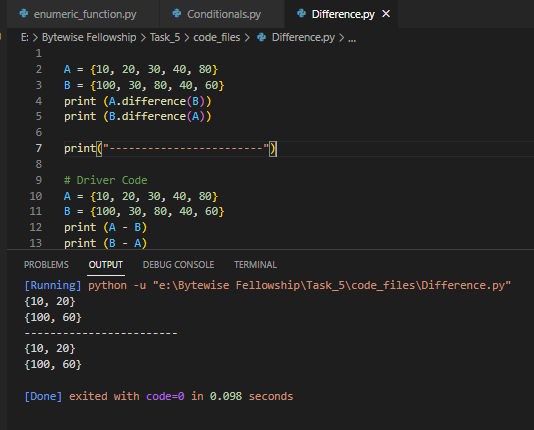 enumeric_function.py Conditionals.py Difference.py ×
E: > Bytewise Fellowship > Task_5 > code_files > Difference.py > ...
1
2 A = {10, 20, 30, 40, 80}
3 B = {100, 30, 80, 40, 60}
4 print (A.difference(B))
5 print (B.difference(A))
6
7 print("------------------------")
8
9 # Driver Code
10 A = {10, 20, 30, 40, 80}
11 B = {100, 30, 80, 40, 60}
12 print (A - B)
13 print (B - A)
PROBLEMS OUTPUT DEBUG CONSOLE TERMINAL
[Running] python -u "e:\Bytewise Fellowship\Task_5\code_files\Difference.py"
{10, 20}
{100, 60}
------------------------
{10, 20}
{100, 60}
[Done] exited with code=0 in 0.098 seconds